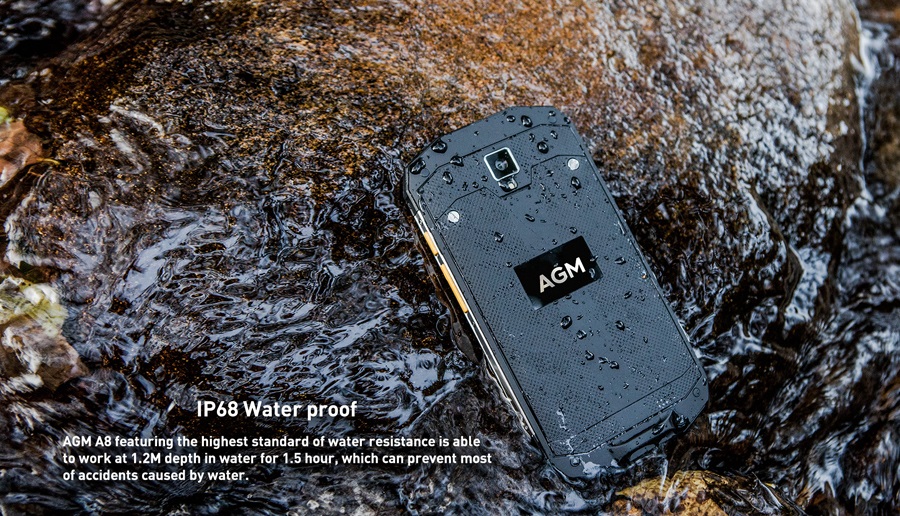 AGM
IP68 Water proof
AGM A8 featuring the highest standard of water resistance is able
to work at 1.2M depth in water for 1.5 hour, which can prevent most
of accidents caused by water.